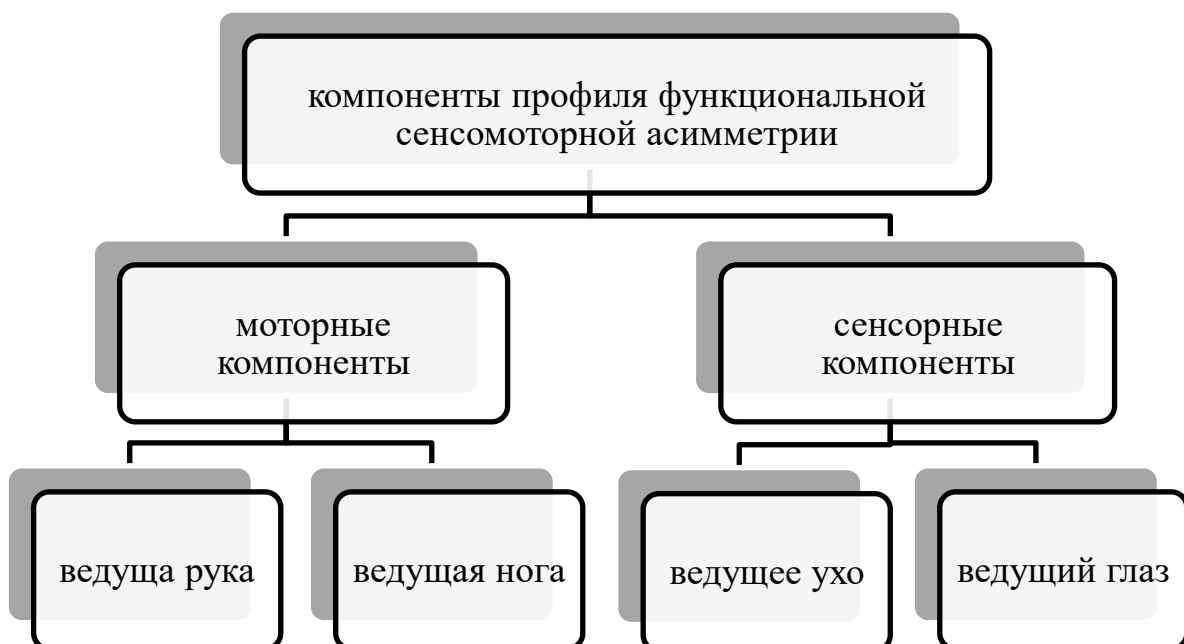 компоненты профиля функциональной
сенсомоторной асимметрии
моторные
компоненты
сенсорные
компоненты
ведуща рука
ведущая нога
ведущее ухо
ведущий глаз